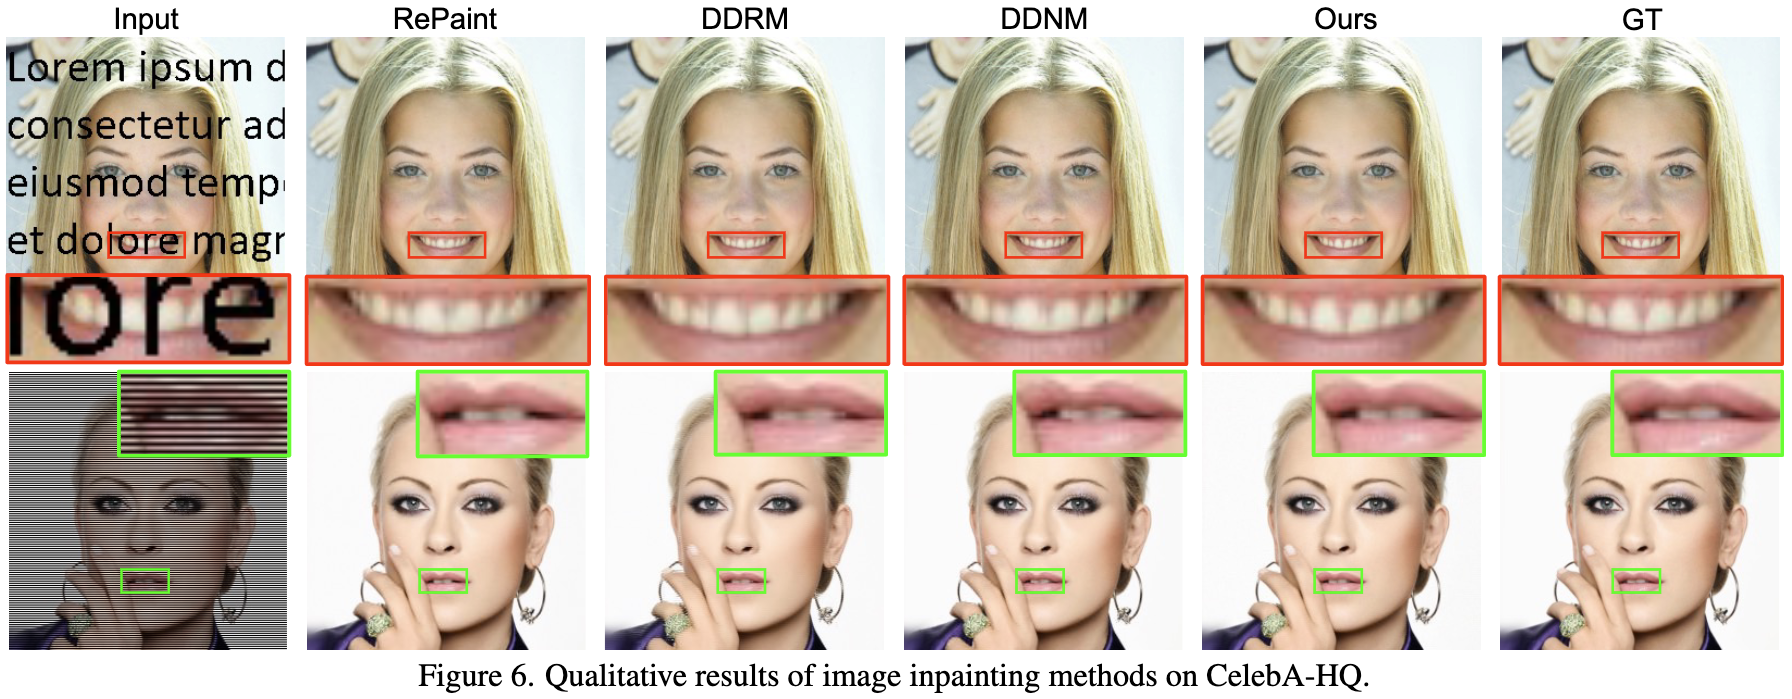 Input RePaint DDRM DDNM Ours GT
Lorem ipsum d
consectetur ad
eiusmod temp
et dolore magr
lore
Figure 6. Qualitative results of image inpainting methods on CelebA-HQ.